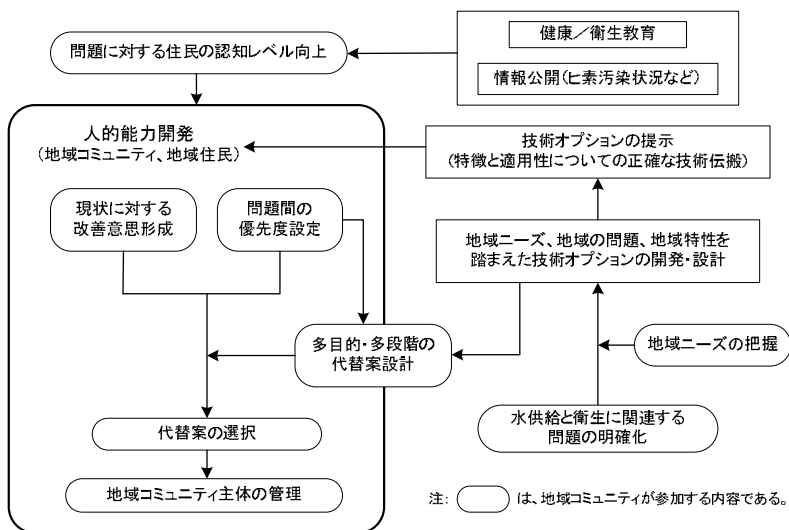 問題に対する住民の認知レベル向上
健康／衛生教育
情報公開(ヒ素汚染状況など)
人的能力開発
(地域コミュニティ、地域住民)
技術オプションの提示
(特徴と適用性についての正確な技術伝搬)
現状に対する
改善意思形成
問題間の
優先度設定
地域ニーズ、地域の問題、地域特性を
踏まえた技術オプションの開発・設計
多目的・多段階の
代替案設計
地域ニーズの把握
代替案の選択
水供給と衛生に関連する
問題の明確化
地域コミュニティ主体の管理
注: は、地域コミュニティが参加する内容である。